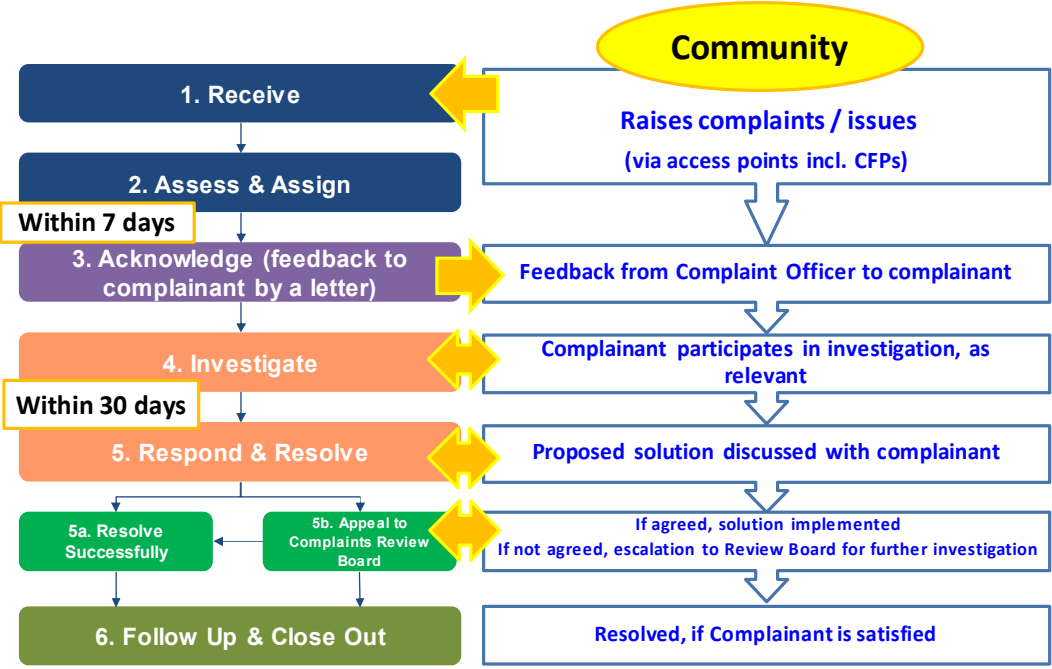 Community
1. Receive
Raises complaints / issues
(via access points incl. CFPs)
2. Assess & Assign
Within 7 days
3. Acknowledge (feedback to
complainant by a letter)
Feedback from Complaint Officer to complainant
4. Investigate
Complainant participates in investigation, as
relevant
Within 30 days
5. Respond & Resolve
Proposed solution discussed with complainant
5a. Resolve
Successfully
5b. Appeal to
Complaints Review
Board
If agreed, solution implemented
If not agreed, escalation to Review Board for further investigation
6. Follow Up & Close Out
Resolved, if Complainant is satisfied